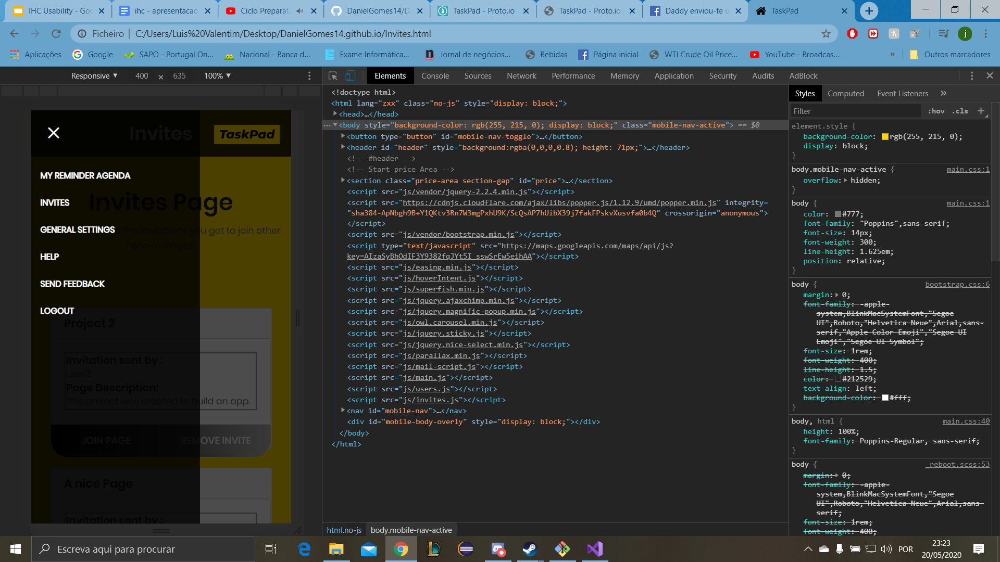 IHC Usability - Goo
ihc - apresentacao
Ciclo Preparate
DanielGomes14/D
TaskPad - Proto.io
TaskPad - Proto.io
Daddy enviou-te u
TaskPad
Ficheiro
C:/Users/Luis%20Valentim/Desktop/DanielGomes14.github.io/Invites.html
j
Aplicações
Google
SAPO - Portugal On...
Nacional - Banca d...
Exame Informática...
Jornal de negócios...
Bebidas
Página inicial
WTI Crude Oil Price...
YouTube - Broadcas...
»
Outros marcadores
Responsive ▼ 400 × 635 100% ▼
Elements Console Sources Network Performance Memory Application Security Audits AdBlock
Invites
TaskPad
MY REMINDER AGENDA
INVITES
Invites Page
GENERAL SETTINGS
the invitations you got to join other
People's Pages!
HELP
SEND FEEDBACK
LOGOUT
Project 2
Invitation sent by :
user3
Page Description:
This project was created to build an app.
JOIN PAGE
REMOVE INVITE
A nice Page
Invitation sent by :
<!doctype html>
<html lang="zxx" class="no-js" style="display: block;">
<head>…</head>
<body style="background-color: rgb(255, 215, 0); display: block;" class="mobile-nav-active"> == $0
<button type="button" id="mobile-nav-toggle">…</button>
<header id="header" style="background:rgba(0,0,0,0.8); height: 71px;">…</header>
<!-- #header -->
<!-- Start price Area -->
<section class="price-area section-gap" id="price">…</section>
<script src="js/vendor/jquery-2.2.4.min.js"></script>
<script src="https://cdnjs.cloudflare.com/ajax/libs/popper.js/1.12.9/umd/popper.min.js" integrity=
"sha384-ApNbgh9B+Y1QKtv3Rn7W3mgPxhU9K/ScQsAP7hUibX39j7fakFPskvXusvfa0b4Q" crossorigin="anonymous">
</script>
<script src="js/vendor/bootstrap.min.js"></script>
<script type="text/javascript" src="https://maps.googleapis.com/maps/api/js?
key=AIzaSyBhOdIF3Y9382fqJYt5I_sswSrEw5eihAA"></script>
<script src="js/easing.min.js"></script>
<script src="js/hoverIntent.js"></script>
<script src="js/superfish.min.js"></script>
<script src="js/jquery.ajaxchimp.min.js"></script>
<script src="js/jquery.magnific-popup.min.js"></script>
<script src="js/owl.carousel.min.js"></script>
<script src="js/jquery.sticky.js"></script>
<script src="js/jquery.nice-select.min.js"></script>
<script src="js/parallax.min.js"></script>
<script src="js/mail-script.js"></script>
<script src="js/main.js"></script>
<script src="js/users.js"></script>
<script src="js/invites.js"></script>
<nav id="mobile-nav">…</nav>
<div id="mobile-body-overly" style="display: block;"></div>
</body>
</html>
html.no-js body.mobile-nav-active
Styles Computed Event Listeners »
Filter :hov .cls +
element.style {
background-color: rgb(255, 215, 0);
display: block;
}
body.mobile-nav-active { main.css:1
overflow: hidden;
}
body { main.css:1
color: #777;
font-family: "Poppins",sans-serif;
font-size: 14px;
font-weight: 300;
line-height: 1.625em;
position: relative;
}
body { bootstrap.css:6
margin: 0;
font-family: -apple-
system,BlinkMacSystemFont,"Segoe
UI",Roboto,"Helvetica Neue",Arial,sans-
serif,"Apple Color Emoji","Segoe UI
Emoji","Segoe UI Symbol";
font-size: 1rem;
font-weight: 400;
line-height: 1.5;
color: #212529;
text-align: left;
background-color: #fff;
}
body, html { main.css:40
height: 100%;
font-family: Poppins-Regular, sans-serif;
}
body { _reboot.scss:53
margin: 0;
font-family: -apple-
system,BlinkMacSystemFont,"Segoe
UI",Roboto,"Helvetica Neue",Arial,sans-
serif;
font-size: 1rem;
font-weight: 400;
Escreva aqui para procurar
POR
23:23
20/05/2020